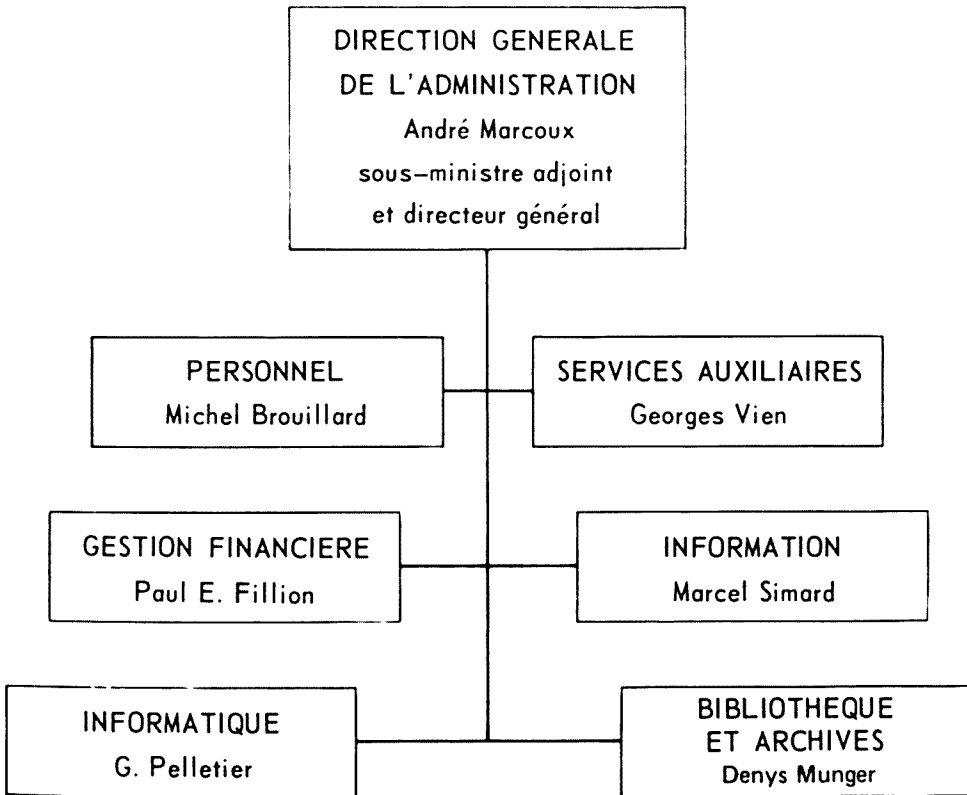 DIRECTION GENERALE
DE L'ADMINISTRATION
André Marcoux
sous-ministre adjoint
et directeur général
PERSONNEL
Michel Brouillard
SERVICES AUXILIAIRES
Georges Vien
GESTION FINANCIERE
Paul E. Fillion
INFORMATION
Marcel Simard
INFORMATIQUE
G. Pelletier
BIBLIOTHEQUE
ET ARCHIVES
Denys Munger